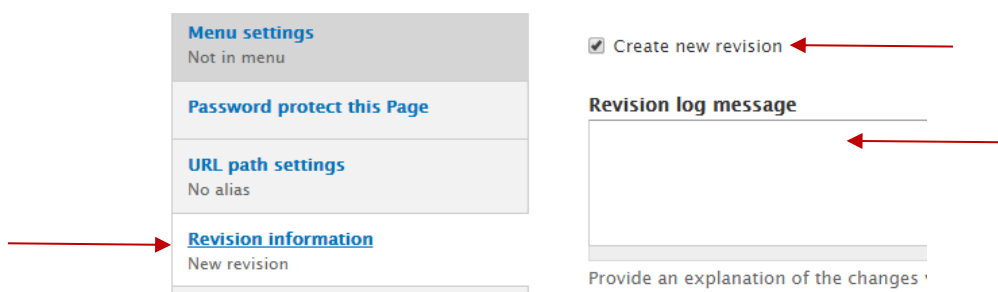 Menu settings
Not in menu
Password protect this Page
URL path settings
No alias
Revision information
New revision
Create new revision
Revision log message
Provide an explanation of the changes